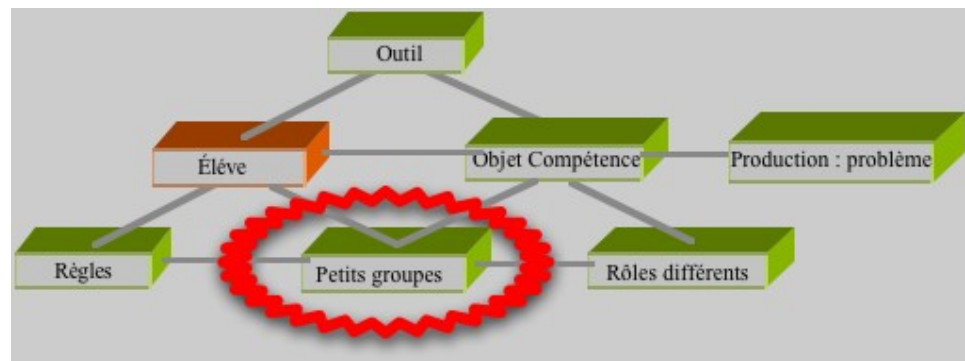 Outil
Éléve
Objet Compétence
Production : problème
Règles
Petits groupes
Rôles différents